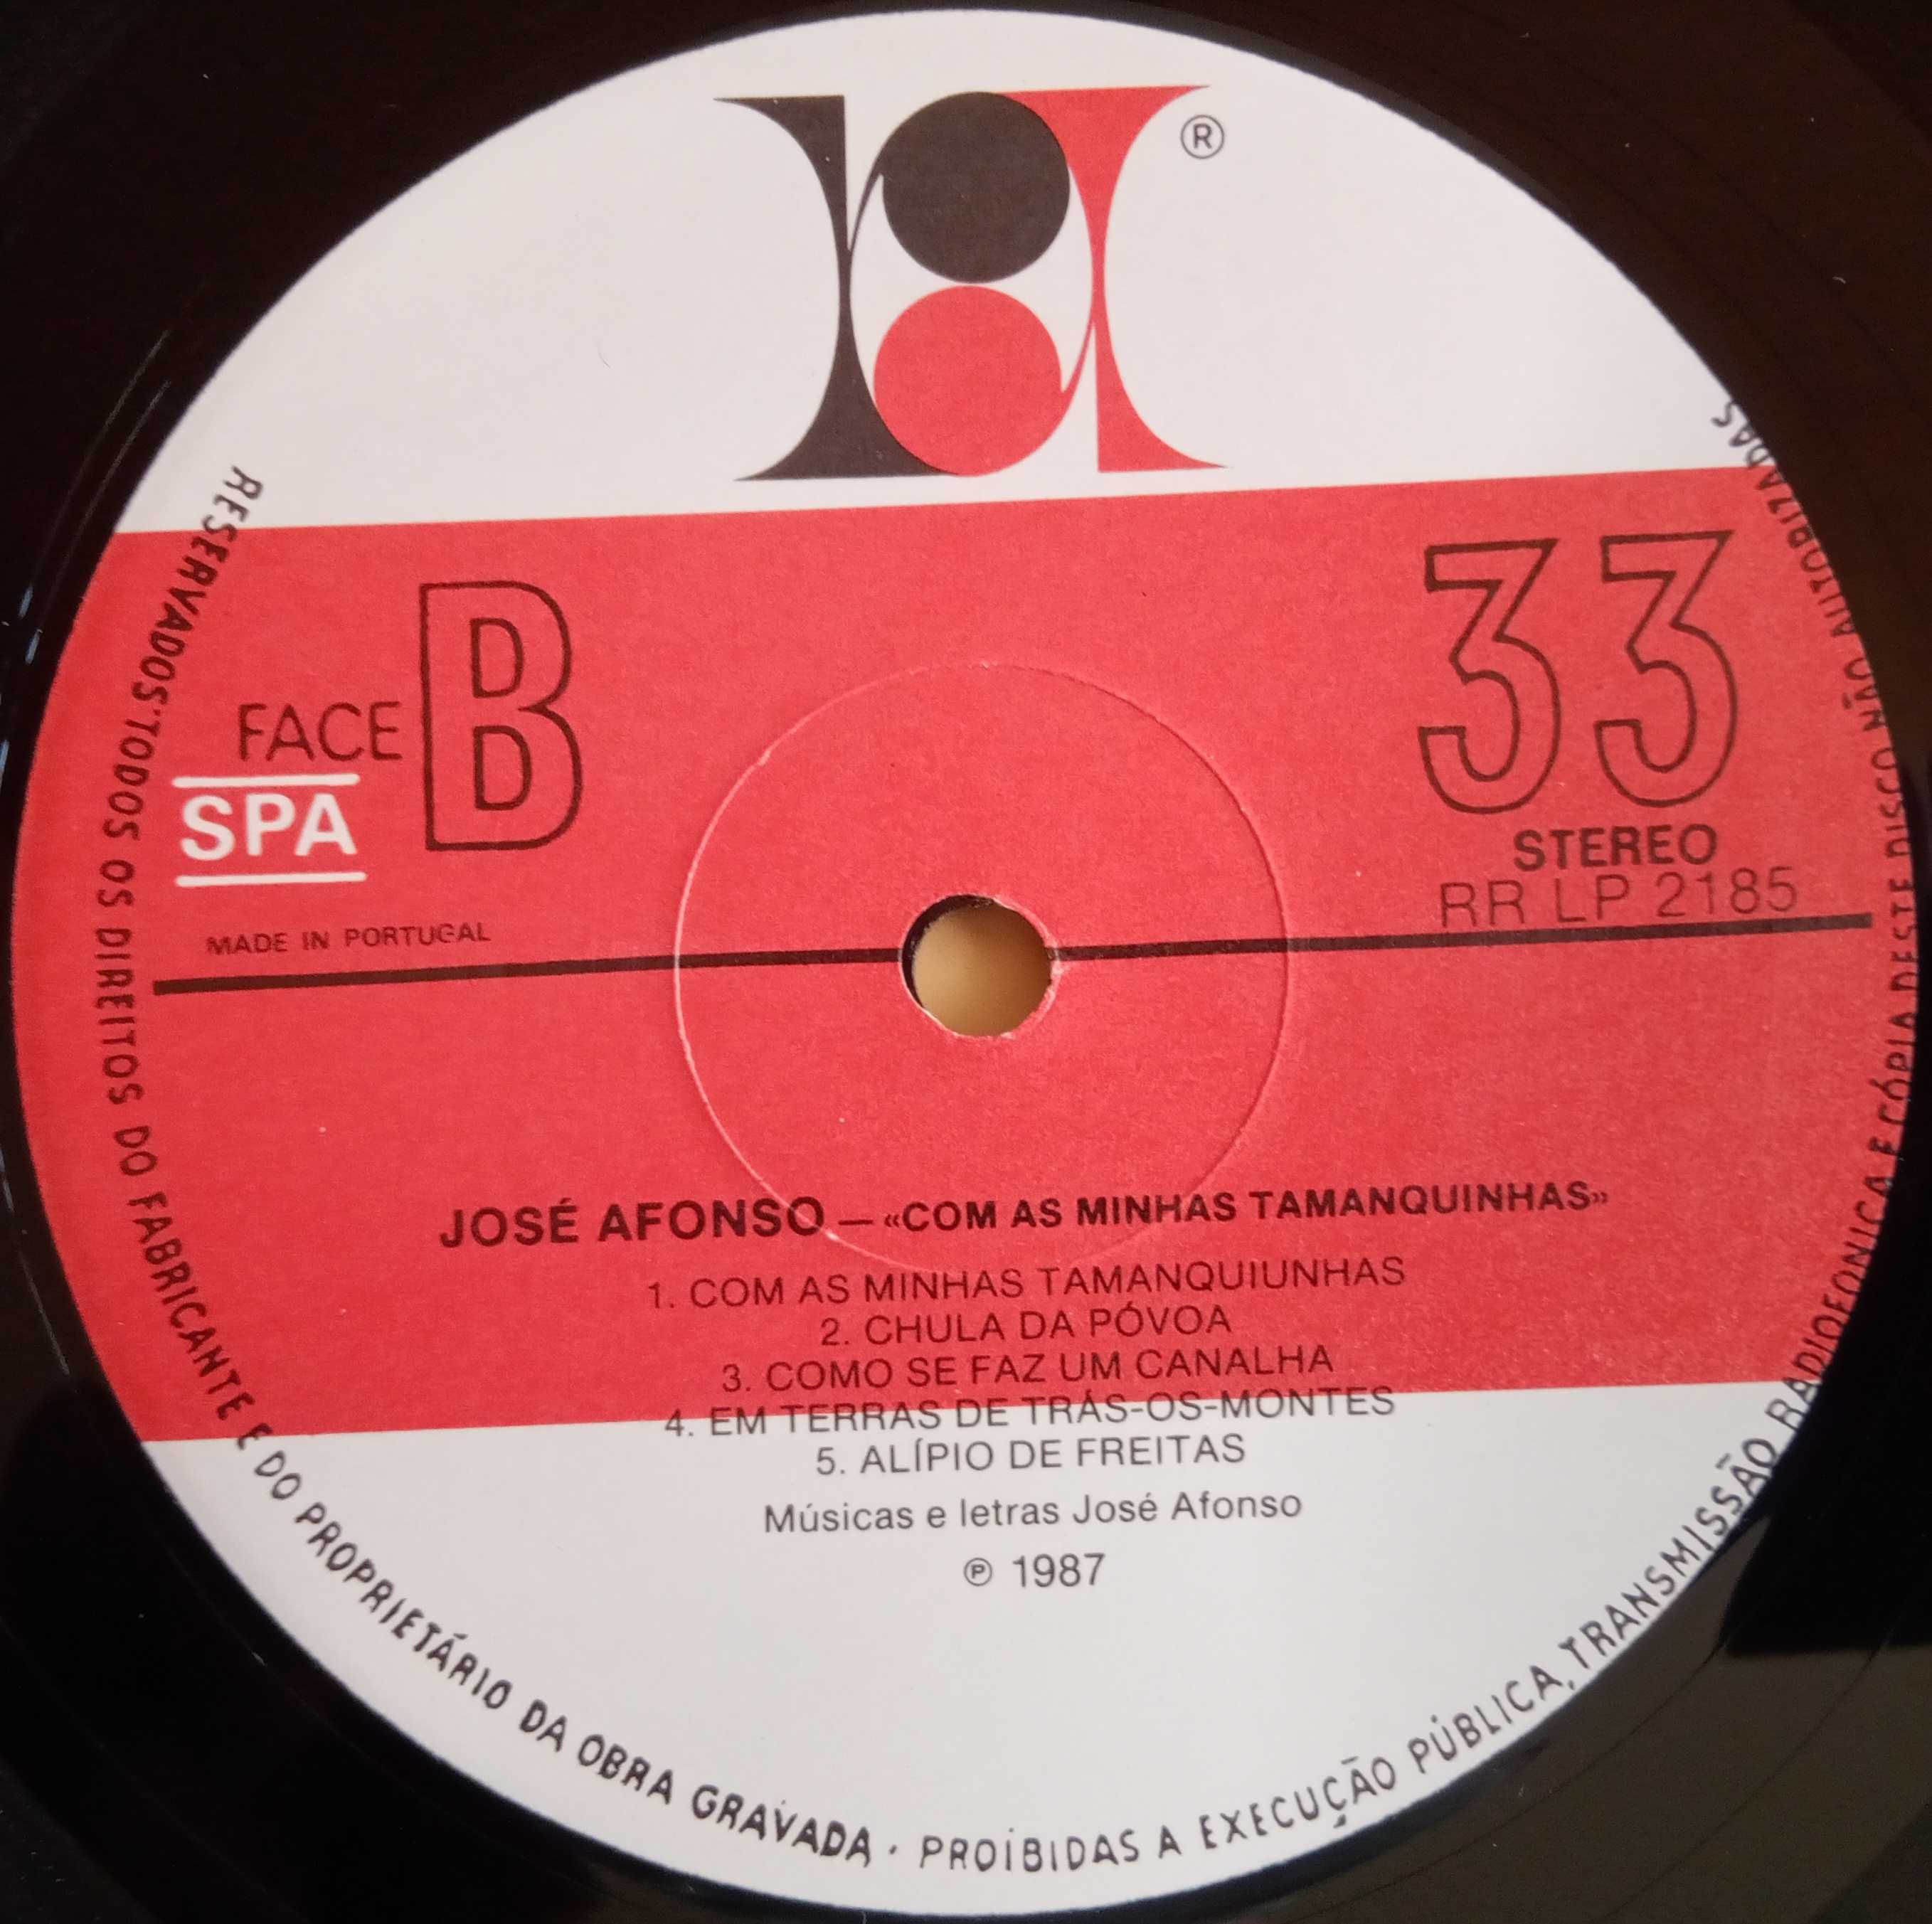 ®
FACE B
33
SPA
STEREO
RR LP 2185
MADE IN PORTUGAL
JOSÉ AFONSO — «COM AS MINHAS TAMANQUINHAS»
1. COM AS MINHAS TAMANQUIUNHAS
2. CHULA DA PÓVOA
3. COMO SE FAZ UM CANALHA
4. EM TERRAS DE TRÁS-OS-MONTES
5. ALÍPIO DE FREITAS
Músicas e letras José Afonso
℗ 1987
RESERVADOS TODOS OS DIREITOS DO FABRICANTE E DO PROPRIETÁRIO DA OBRA GRAVADA · PROÍBIDAS A EXECUÇÃO PÚBLICA, TRANSMISSÃO RADIOFONICA E CÓPIA DESTE DISCO NÃO AUTORIZADAS